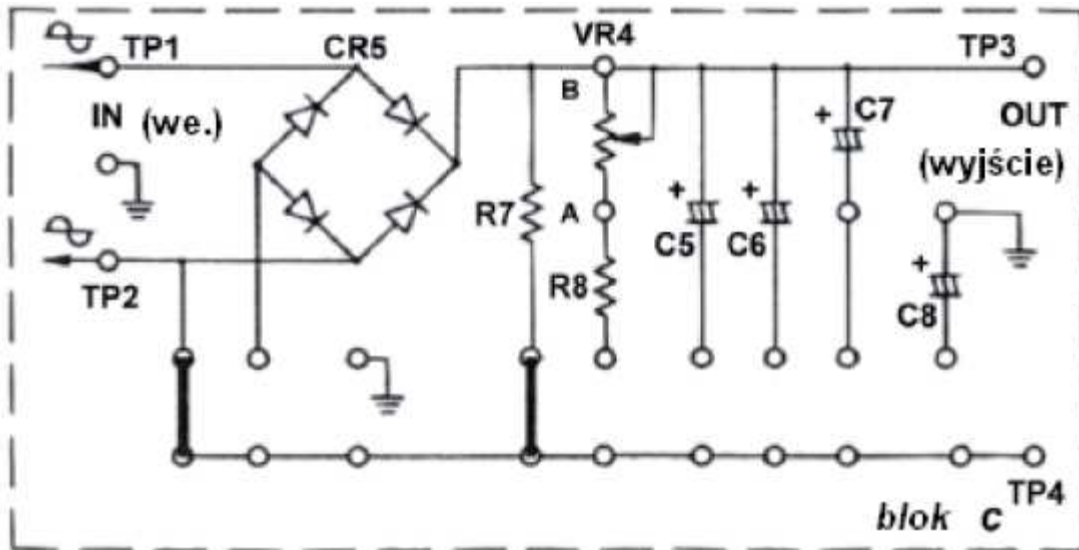 TP1 CR5 VR4 TP3
B
IN (we.)
+ C7 OUT
(wyjście)
R7 A + C5 + C6
TP2 R8 + C8
TP4
blok C